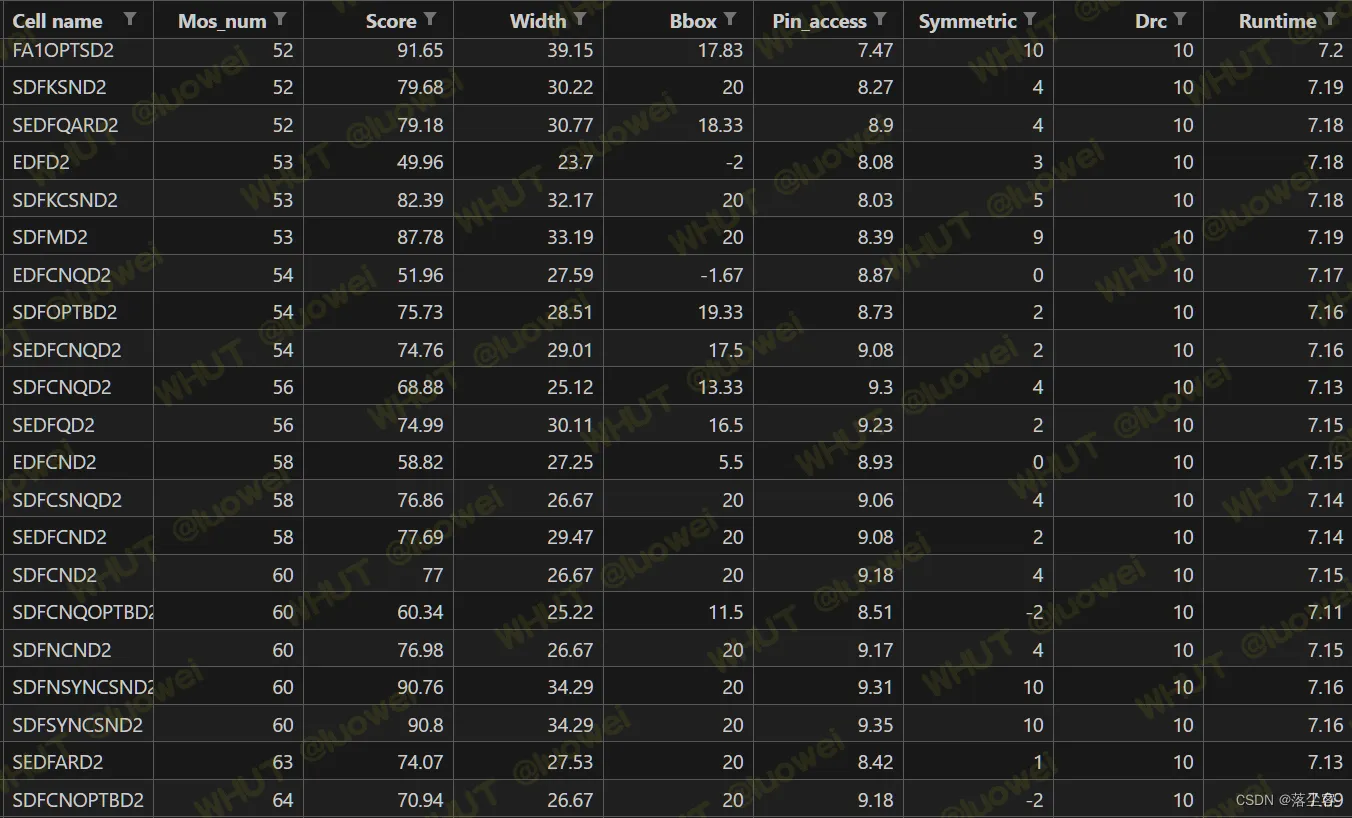 Cell name Mos_num Score Width Bbox Pin_access Symmetric Drc Runtime
FA1OPTSD2 52 91.65 39.15 17.83 7.47 10 10 7.2
SDFKSND2 52 79.68 30.22 20 8.27 4 10 7.19
SEDFQARD2 52 79.18 30.77 18.33 8.9 4 10 7.18
EDFD2 53 49.96 23.7 -2 8.08 3 10 7.18
SDFKCSND2 53 82.39 32.17 20 8.03 5 10 7.18
SDFMD2 53 87.78 33.19 20 8.39 9 10 7.19
EDFCNQD2 54 51.96 27.59 -1.67 8.87 0 10 7.17
SDFOPTBD2 54 75.73 28.51 19.33 8.73 2 10 7.16
SEDFCNQD2 54 74.76 29.01 17.5 9.08 2 10 7.16
SDFCNQD2 56 68.88 25.12 13.33 9.3 4 10 7.13
SEDFQD2 56 74.99 30.11 16.5 9.23 2 10 7.15
EDFCND2 58 58.82 27.25 5.5 8.93 0 10 7.15
SDFCSNQD2 58 76.86 26.67 20 9.06 4 10 7.14
SEDFCND2 58 77.69 29.47 20 9.08 2 10 7.14
SDFCND2 60 77 26.67 20 9.18 4 10 7.15
SDFCNQOPTBD2 60 60.34 25.22 11.5 8.51 -2 10 7.11
SDFNCND2 60 76.98 26.67 20 9.17 4 10 7.15
SDFNSYNCSND2 60 90.76 34.29 20 9.31 10 10 7.16
SDFSYNCSND2 60 90.8 34.29 20 9.35 10 10 7.16
SEDFARD2 63 74.07 27.53 20 8.42 1 10 7.13
SDFCNOPTBD2 64 70.94 26.67 20 9.18 -2 10
WHUT @luowei
CSDN @落尘